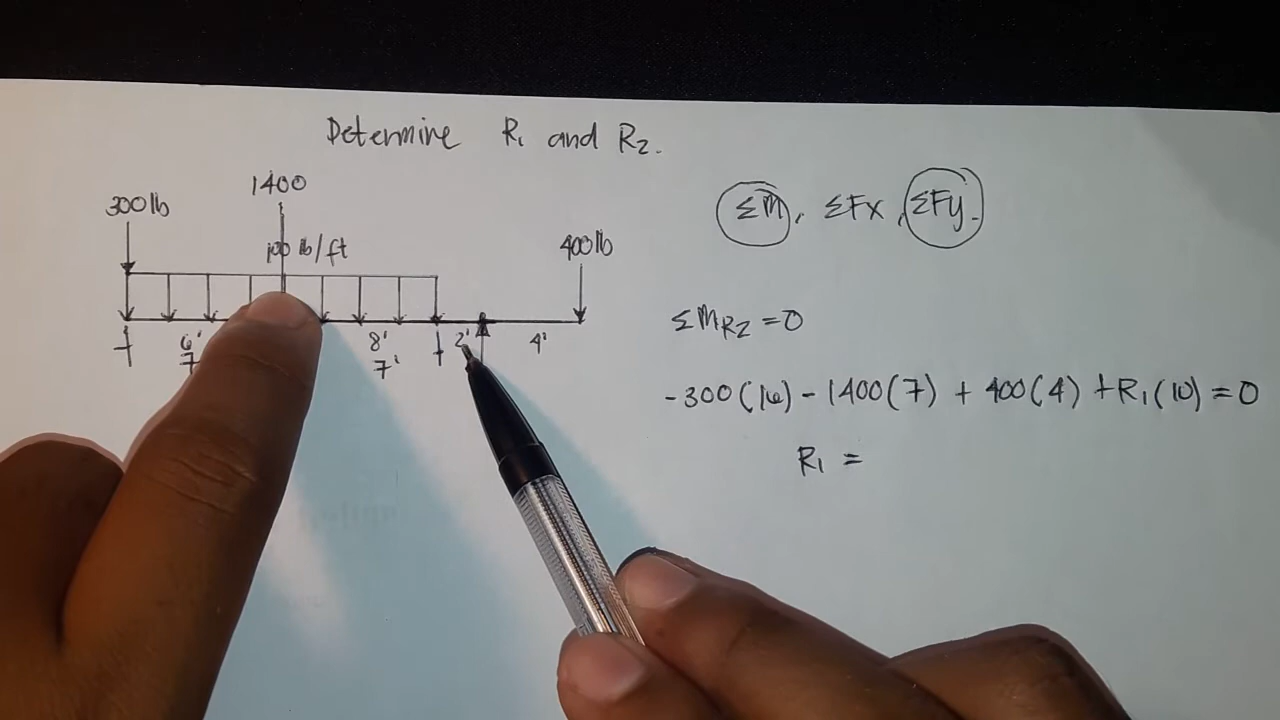 Determine R1 and R2.
1400
300 lb
ΣM, ΣFx, ΣFy.
100 lb/ft
400 lb
ΣMR2 = 0
6' 8' 2' 4'
7 7'
-300(16) - 1400(7) + 400(4) + R1(10) = 0
R1 =